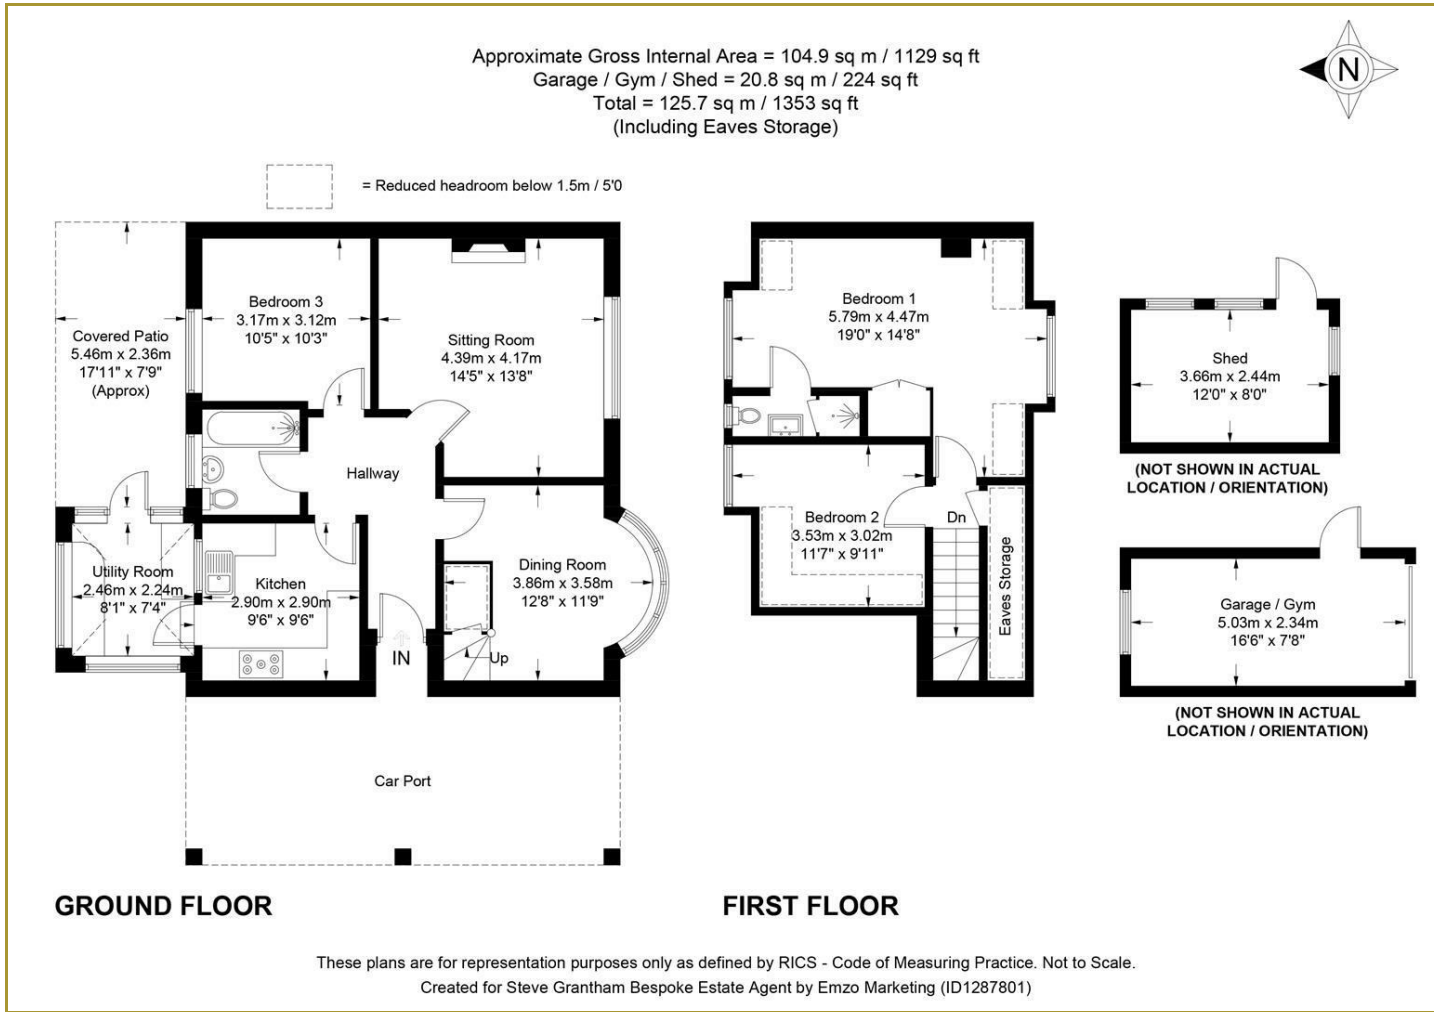 Approximate Gross Internal Area = 104.9 sq m / 1129 sq ft
Garage / Gym / Shed = 20.8 sq m / 224 sq ft
Total = 125.7 sq m / 1353 sq ft
(Including Eaves Storage)
N
= Reduced headroom below 1.5m / 5'0
Covered Patio
5.46m x 2.36m
17'11" x 7'9"
(Approx)
Bedroom 3
3.17m x 3.12m
10'5" x 10'3"
Sitting Room
4.39m x 4.17m
14'5" x 13'8"
Hallway
Utility Room
2.46m x 2.24m
8'1" x 7'4"
Kitchen
2.90m x 2.90m
9'6" x 9'6"
Dining Room
3.86m x 3.58m
12'8" x 11'9"
Up
IN
Car Port
GROUND FLOOR
Bedroom 1
5.79m x 4.47m
19'0" x 14'8"
Bedroom 2
3.53m x 3.02m
11'7" x 9'11"
Dn
Eaves Storage
FIRST FLOOR
Shed
3.66m x 2.44m
12'0" x 8'0"
(NOT SHOWN IN ACTUAL
LOCATION / ORIENTATION)
Garage / Gym
5.03m x 2.34m
16'6" x 7'8"
(NOT SHOWN IN ACTUAL
LOCATION / ORIENTATION)
These plans are for representation purposes only as defined by RICS - Code of Measuring Practice. Not to Scale.
Created for Steve Grantham Bespoke Estate Agent by Emzo Marketing (ID1287801)